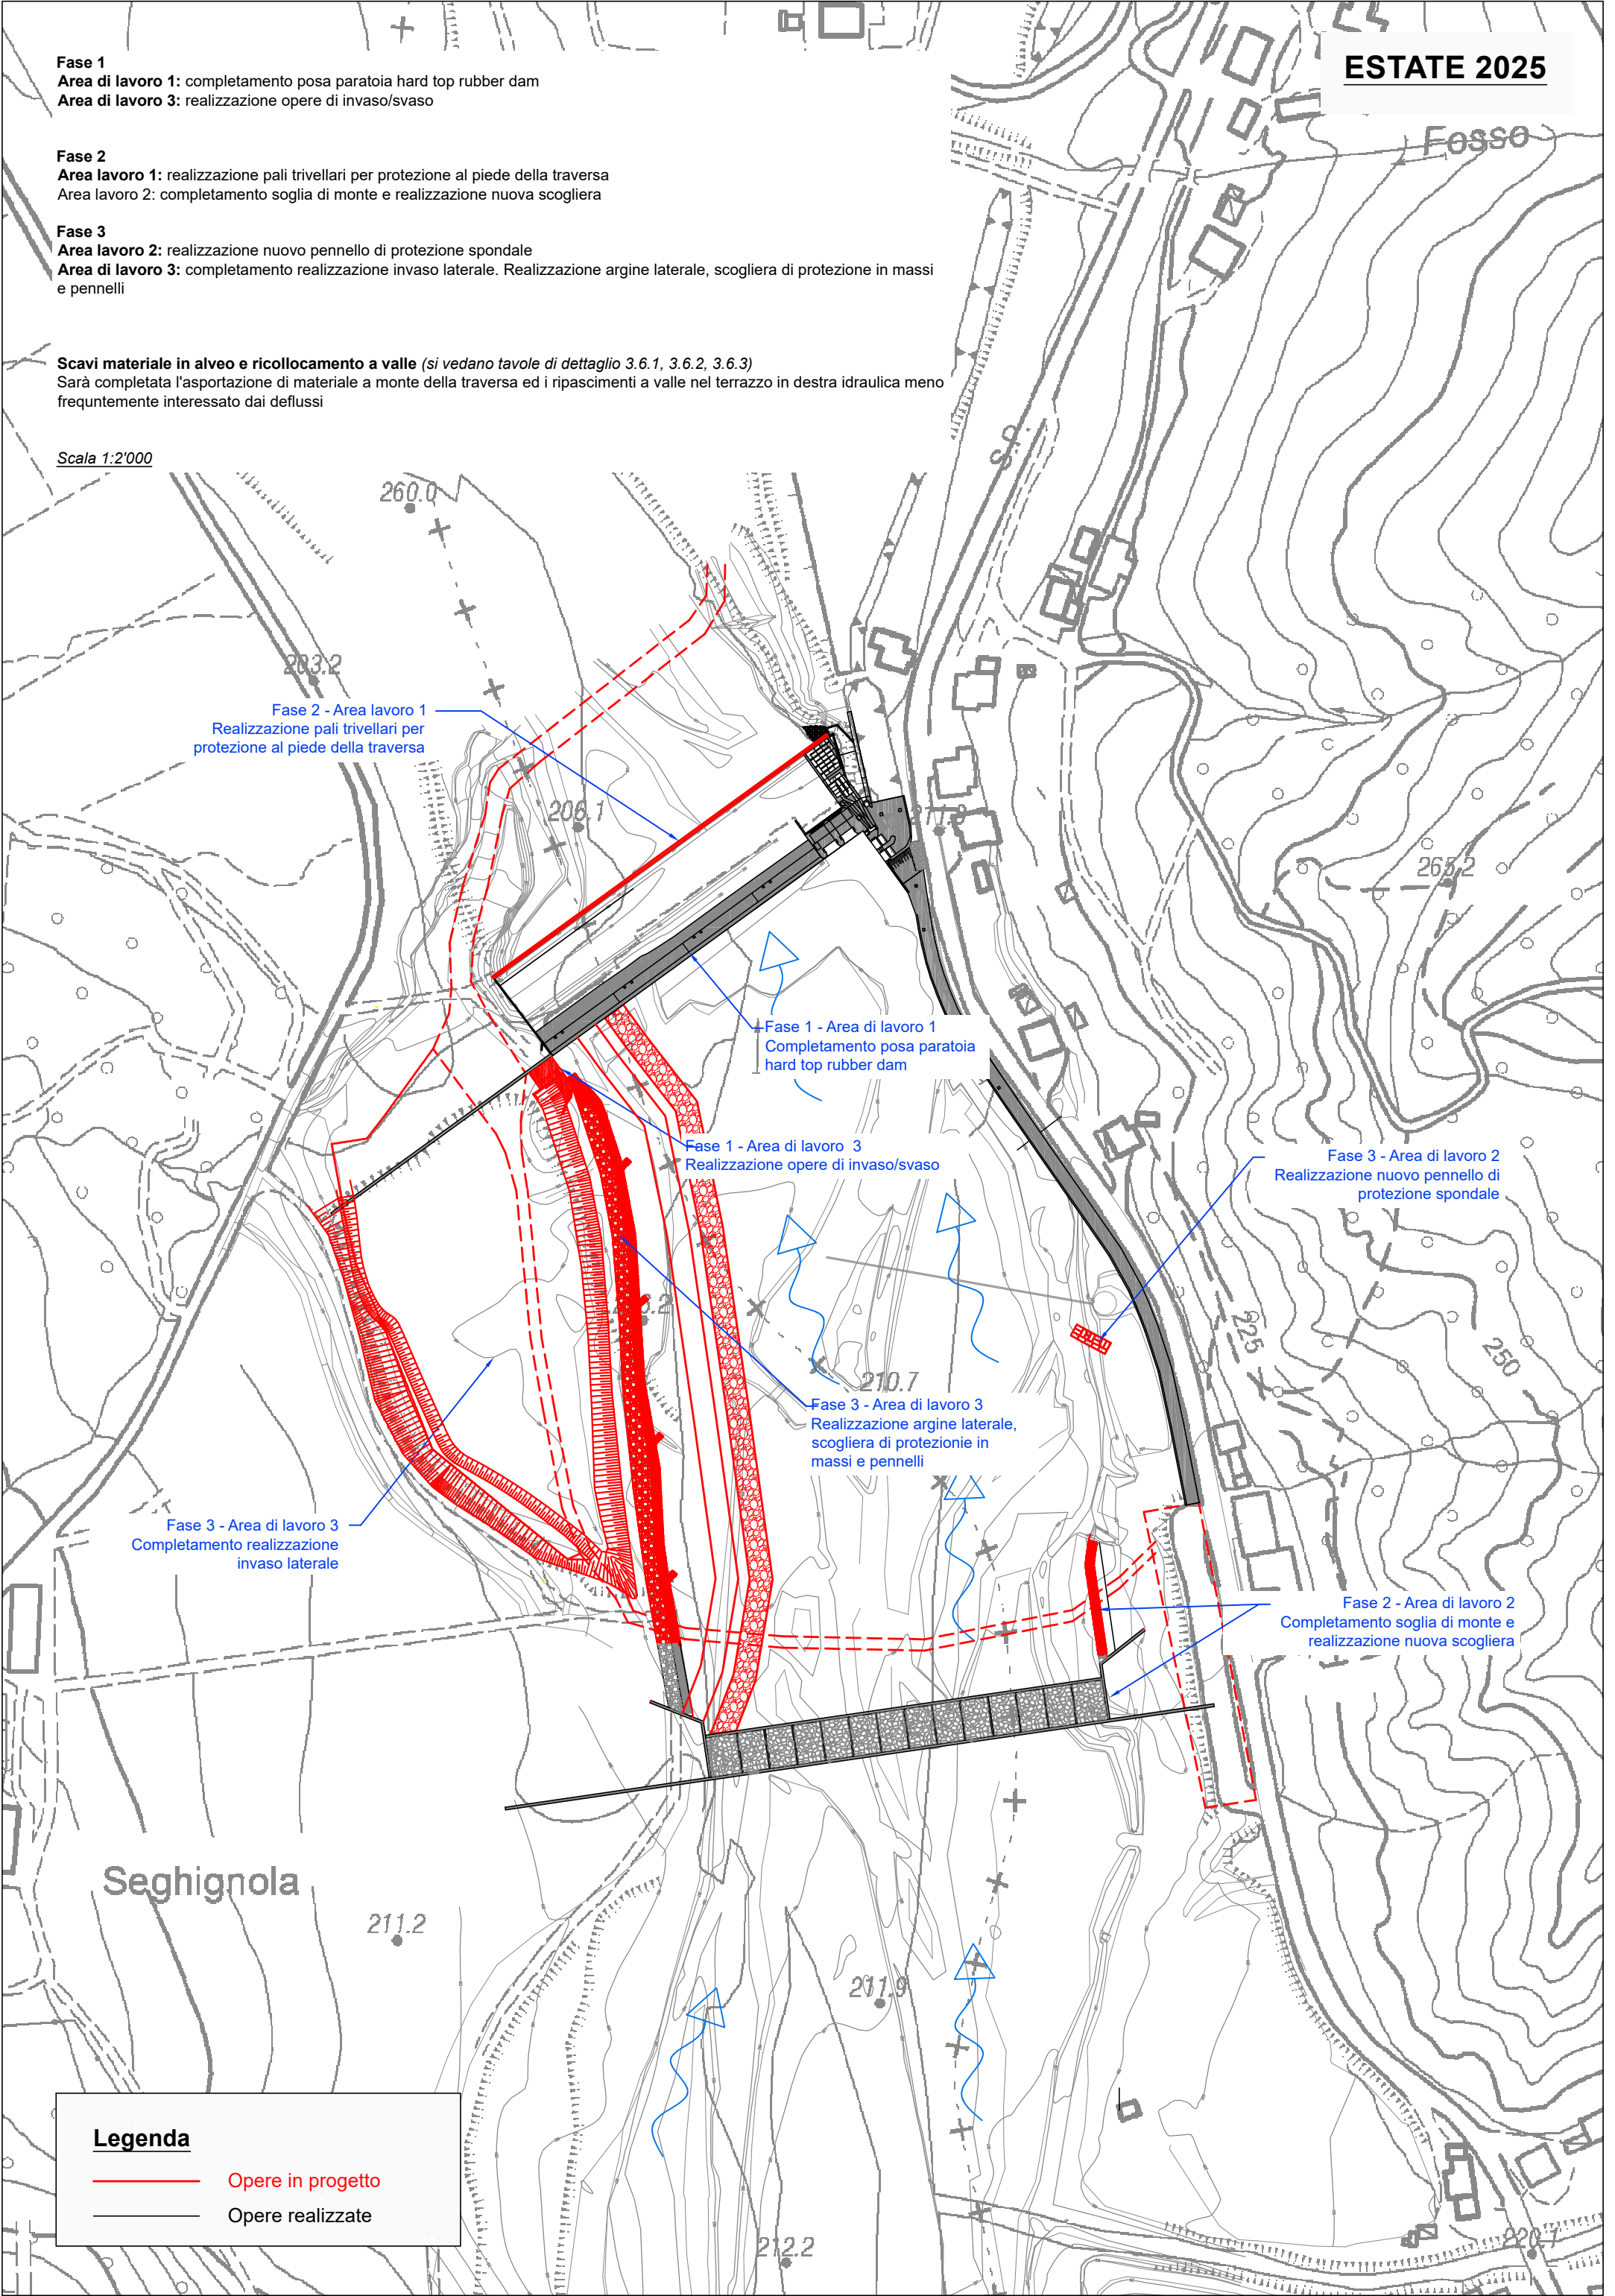 ESTATE 2025
Fase 1
Area di lavoro 1: completamento posa paratoia hard top rubber dam
Area di lavoro 3: realizzazione opere di invaso/svaso
Fase 2
Area lavoro 1: realizzazione pali trivellari per protezione al piede della traversa
Area lavoro 2: completamento soglia di monte e realizzazione nuova scogliera
Fase 3
Area lavoro 2: realizzazione nuovo pennello di protezione spondale
Area di lavoro 3: completamento realizzazione invaso laterale. Realizzazione argine laterale, scogliera di protezione in massi
e pennelli
Scavi materiale in alveo e ricollocamento a valle (si vedano tavole di dettaglio 3.6.1, 3.6.2, 3.6.3)
Sarà completata l'asportazione di materiale a monte della traversa ed i ripascimenti a valle nel terrazzo in destra idraulica meno
frequntemente interessato dai deflussi
Scala 1:2'000
Fosso
S.P.
260.0
203.2
Fase 2 - Area lavoro 1
Realizzazione pali trivellari per
protezione al piede della traversa
206.1
265.2
Fase 1 - Area di lavoro 1
Completamento posa paratoia
hard top rubber dam
Fase 1 - Area di lavoro 3
Realizzazione opere di invaso/svaso
Fase 3 - Area di lavoro 2
Realizzazione nuovo pennello di
protezione spondale
225
250
210.7
Fase 3 - Area di lavoro 3
Realizzazione argine laterale,
scogliera di protezionie in
massi e pennelli
Fase 3 - Area di lavoro 3
Completamento realizzazione
invaso laterale
Fase 2 - Area di lavoro 2
Completamento soglia di monte e
realizzazione nuova scogliera
Seghignola
211.2
211.9
Legenda
Opere in progetto
Opere realizzate
212.2
220.1